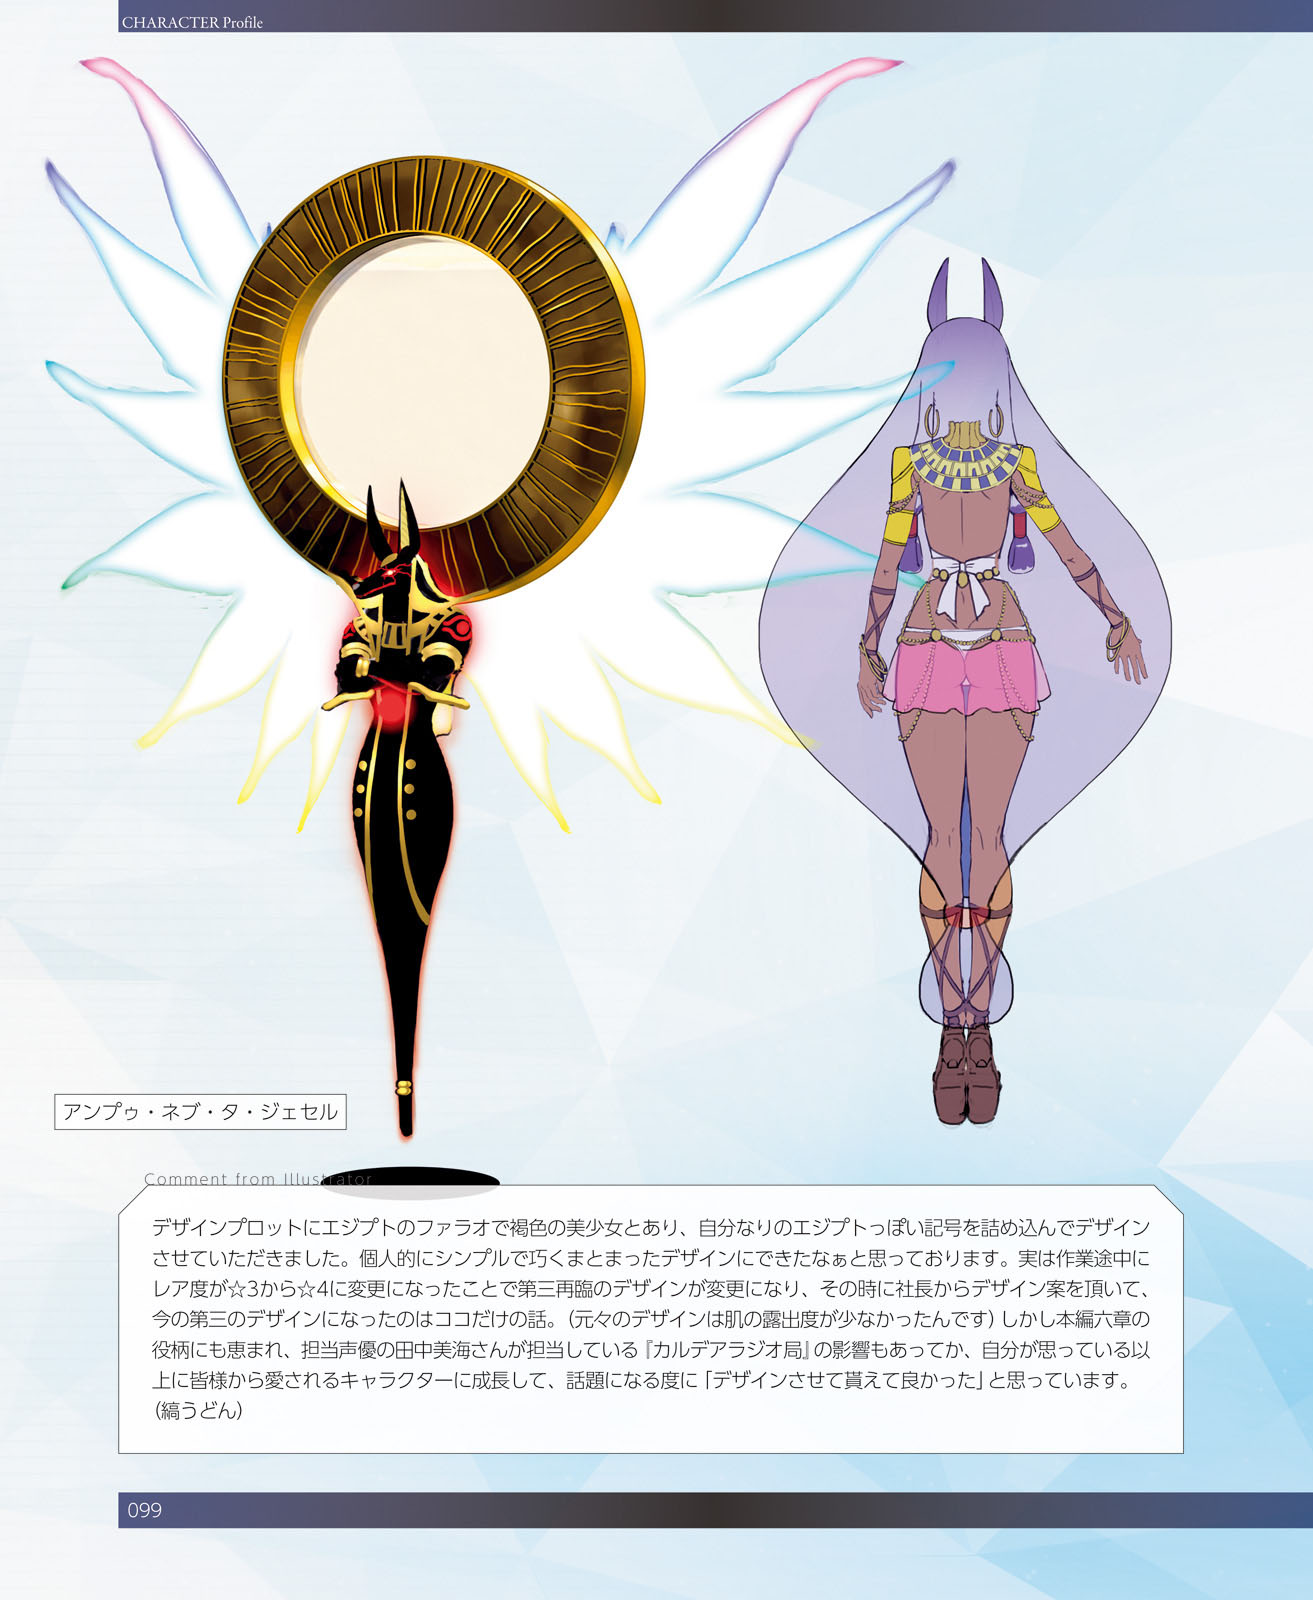 CHARACTER Profile
アンプゥ・ネブ・タ・ジェセル
Comment from Illustrator
デザインプロットにエジプトのファラオで褐色の美少女とあり、自分なりのエジプトっぽい記号を詰め込んでデザイン
させていただきました。個人的にシンプルで巧くまとまったデザインにできたなぁと思っております。実は作業途中に
レア度が☆3から☆4に変更になったことで第三再臨のデザインが変更になり、その時に社長からデザイン案を頂いて、
今の第三のデザインになったのはココだけの話。（元々のデザインは肌の露出度が少なかったんです）しかし本編六章の
役柄にも恵まれ、担当声優の田中美海さんが担当している『カルデアラジオ局』の影響もあってか、自分が思っている以
上に皆様から愛されるキャラクターに成長して、話題になる度に「デザインさせて貰えて良かった」と思っています。
（縞うどん）
099